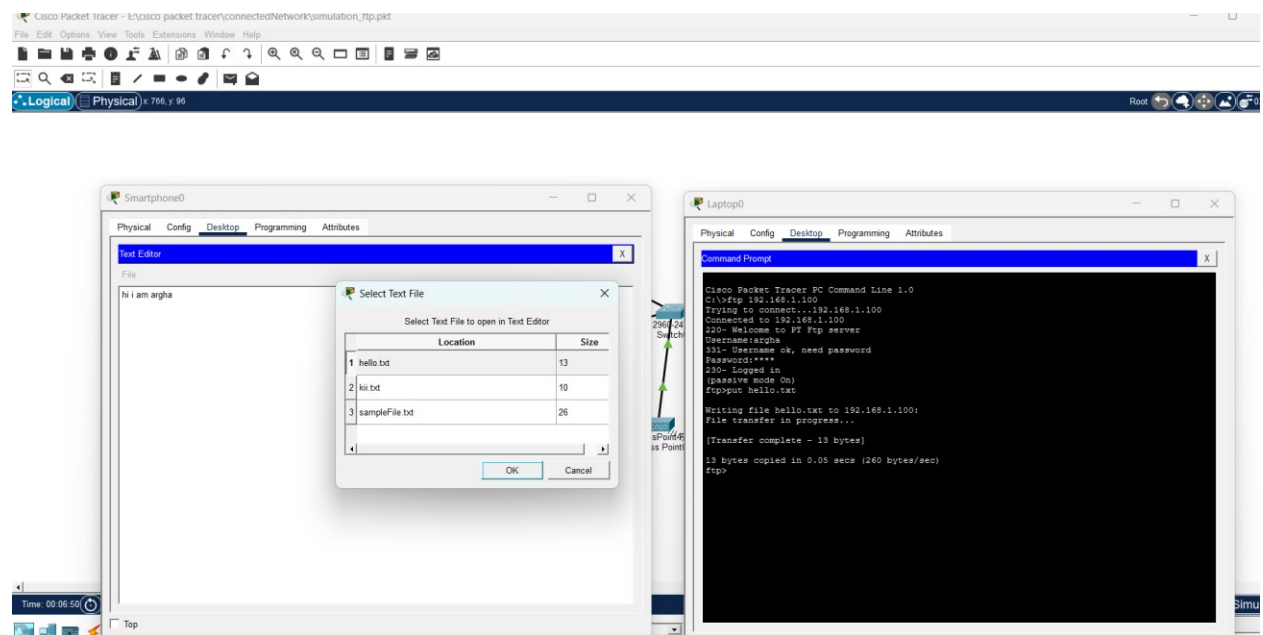 Cisco Packet Tracer - E:\cisco packet tracer\connectedNetwork\simulation_ftp.pkt
File Edit Options View Tools Extensions Window Help
Logical Physical x: 766, y: 96
Root
Smartphone0
Physical Config Desktop Programming Attributes
Text Editor X
File
hi i am argha
Select Text File
Select Text File to open in Text Editor
Location Size
1 hello.txt 13
2 kii.txt 10
3 sampleFile.txt 26
OK Cancel
Top
2960-24
Switch
ss Point
Laptop0
Physical Config Desktop Programming Attributes
Command Prompt X
Cisco Packet Tracer PC Command Line 1.0
C:\>ftp 192.168.1.100
Trying to connect...192.168.1.100
Connected to 192.168.1.100
220- Welcome to PT Ftp server
Username:argha
331- Username ok, need password
Password:****
230- Logged in
(passive mode On)
ftp>put hello.txt
Writing file hello.txt to 192.168.1.100:
File transfer in progress...
[Transfer complete - 13 bytes]
13 bytes copied in 0.05 secs (260 bytes/sec)
ftp>
Time: 00:06:50
Simu